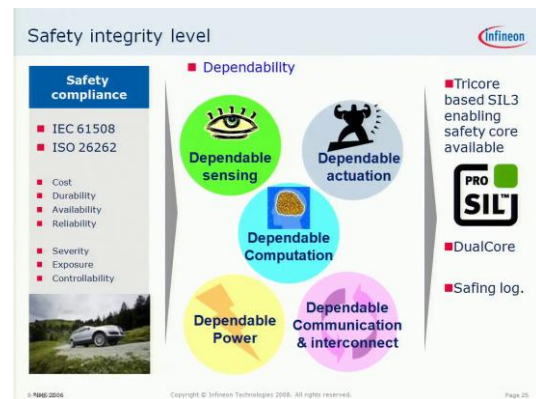 Safety integrity level
infineon
Safety
compliance
IEC 61508
ISO 26262
Cost
Durability
Availability
Reliability
Severity
Exposure
Controllability
Dependability
Dependable
sensing
Dependable
actuation
Dependable
Computation
Dependable
Power
Dependable
Communication
& interconnect
Tricore
based SIL3
enabling
safety core
available
PRO
SIL
DualCore
Safing log.
Copyright © Infineon Technologies 2008. All rights reserved.
Page 25